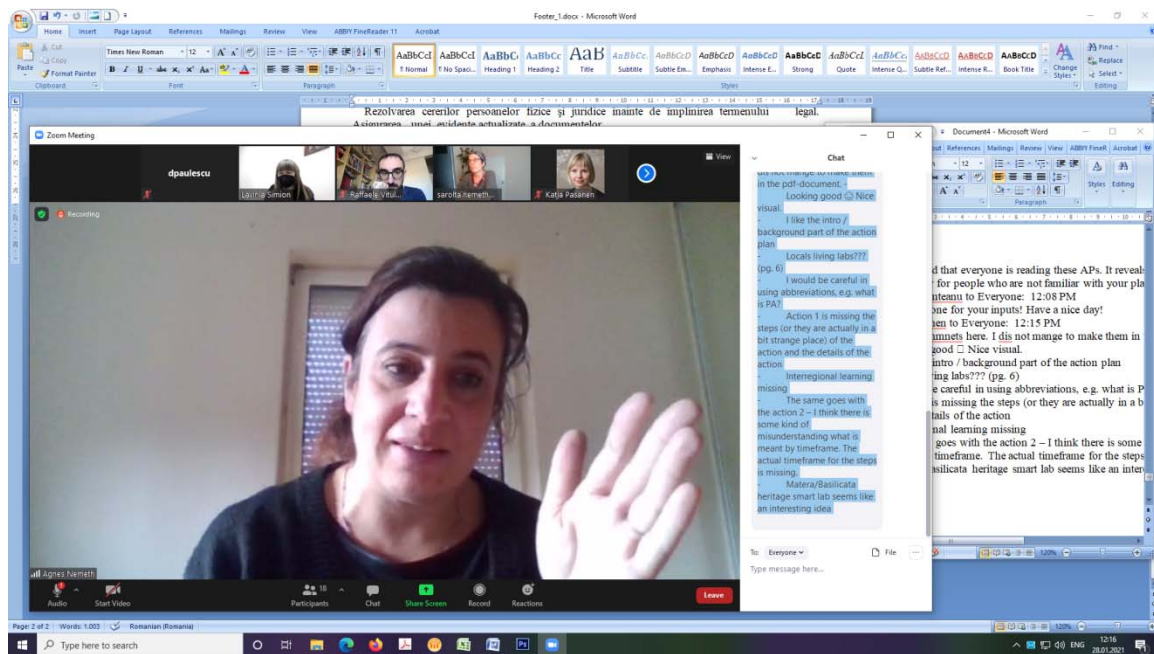 Footer_1.docx - Microsoft Word
Home Insert Page Layout References Mailings Review View ABBYY FineReader 11 Acrobat
Cut
Copy
Format Painter
Paste
Clipboard
Times New Roman 12
Font
Paragraph
AaBbCcI AaBbCcI AaBbC AaBbCc AaB AaBbCc. AaBbCcD AaBbCcD AaBbCcD AaBbCcD AaBbCcI AaBbCc. AaBbCcD AaBbCcD AaBbCcD
¶ Normal ¶ No Spaci... Heading 1 Heading 2 Title Subtitle Subtle Em... Emphasis Intense E... Strong Quote Intense Q... Subtle Ref... Intense R... Book Title
Styles
Change Styles
Find
Replace
Select
Editing
Rezolvarea cererilor persoanelor fizice și juridice înainte de împlinirea termenului legal.
Asigurarea unei evidente actualizate a documentelor
Zoom Meeting
View
dpaulescu
Lavinia Simion
Raffaele Vitul...
sarolta nemeth...
Katja Pasanen
Recording
Agnes Nemeth
Audio
Start Video
18
Participants
Chat
Share Screen
Record
Reactions
Leave
Chat
dis not mange to make them
in the pdf-document. -
- Looking good Nice
visual.
- I like the intro /
background part of the action
plan
- Locals living labs???
(pg. 6)
- I would be careful in
using abbreviations, e.g. what
is PA?
- Action 1 is missing the
steps (or they are actually in a
bit strange place) of the
action and the details of the
action
- Interregional learning
missing
- The same goes with
the action 2 – I think there is
some kind of
misunderstanding what is
meant by timeframe. The
actual timeframe for the steps
is missing.
- Matera/Basilicata
heritage smart lab seems like
an interesting idea
To: Everyone
File
Type message here...
Document4 - Microsoft Word
References Mailings Review View ABBYY FineR Acrobat
12
Paragraph
Styles
Editing
d that everyone is reading these APs. It reveal
for people who are not familiar with your pla
nteanu to Everyone: 12:08 PM
one for your inputs! Have a nice day!
nen to Everyone: 12:15 PM
mmnets here. I dis not mange to make them in
good Nice visual.
intro / background part of the action plan
ing labs??? (pg. 6)
e careful in using abbreviations, e.g. what is P
is missing the steps (or they are actually in a b
tails of the action
nal learning missing
goes with the action 2 – I think there is some
timeframe. The actual timeframe for the steps
asilicata heritage smart lab seems like an inter
120%
Page: 2 of 2 Words: 1.003 Romanian (Romania)
120%
Type here to search
ENG
12:16
28.01.2021